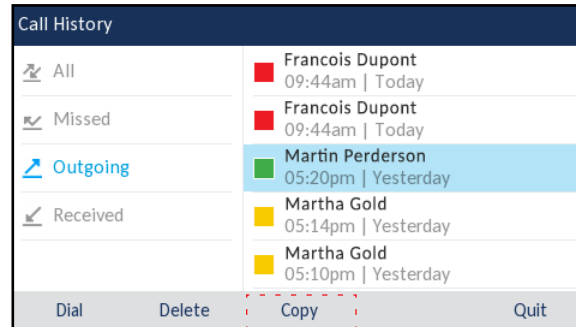 Call History
All
Missed
Outgoing
Received
Francois Dupont
09:44am | Today
Francois Dupont
09:44am | Today
Martin Perderson
05:20pm | Yesterday
Martha Gold
05:14pm | Yesterday
Martha Gold
05:10pm | Yesterday
Dial Delete Copy Quit